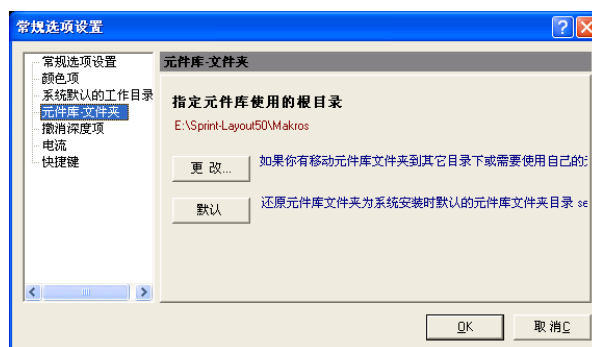 常规选项设置
常规选项设置
颜色项
系统默认的工作目录
元件库-文件夹
撤消深度项
电流
快捷键
元件库-文件夹
指定元件库使用的根目录
E:\Sprint-Layout50\Makros
更 改...
如果你有移动元件库文件夹到其它目录下或需要使用自己的
默认
还原元件库文件夹为系统安装时默认的元件库文件夹目录 se
OK
取消C